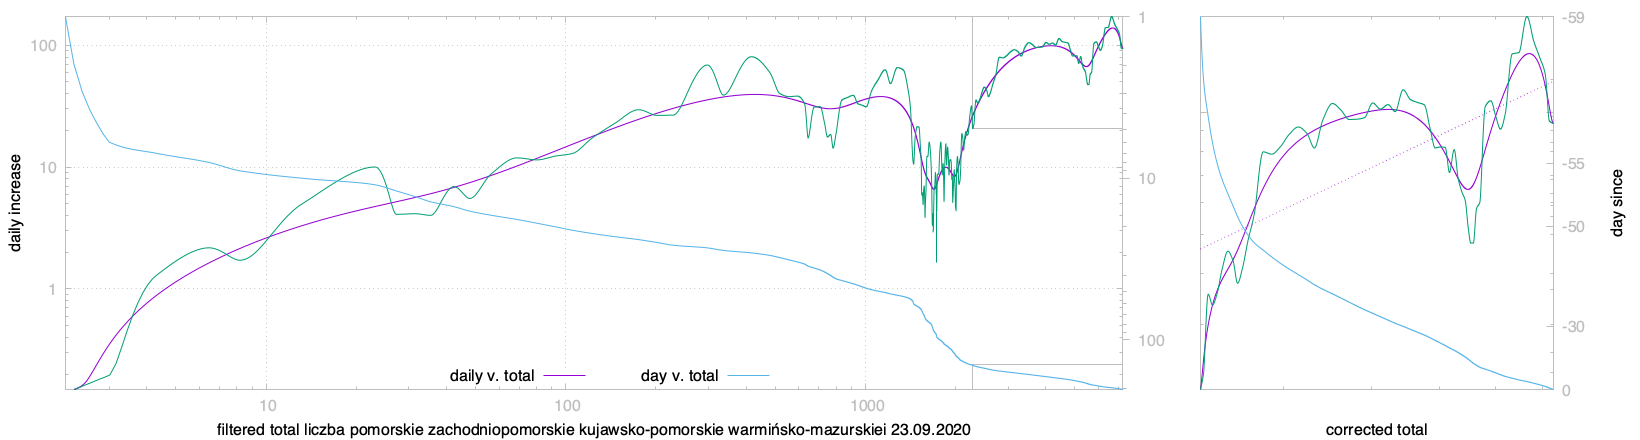 1
-59
100
daily increase
10
1
10
100
-55
-50
-30
0
day since
daily v. total
day v. total
10
100
1000
filtered total liczba pomorskie zachodniopomorskie kujawsko-pomorskie warmińsko-mazurskiei 23.09.2020
corrected total